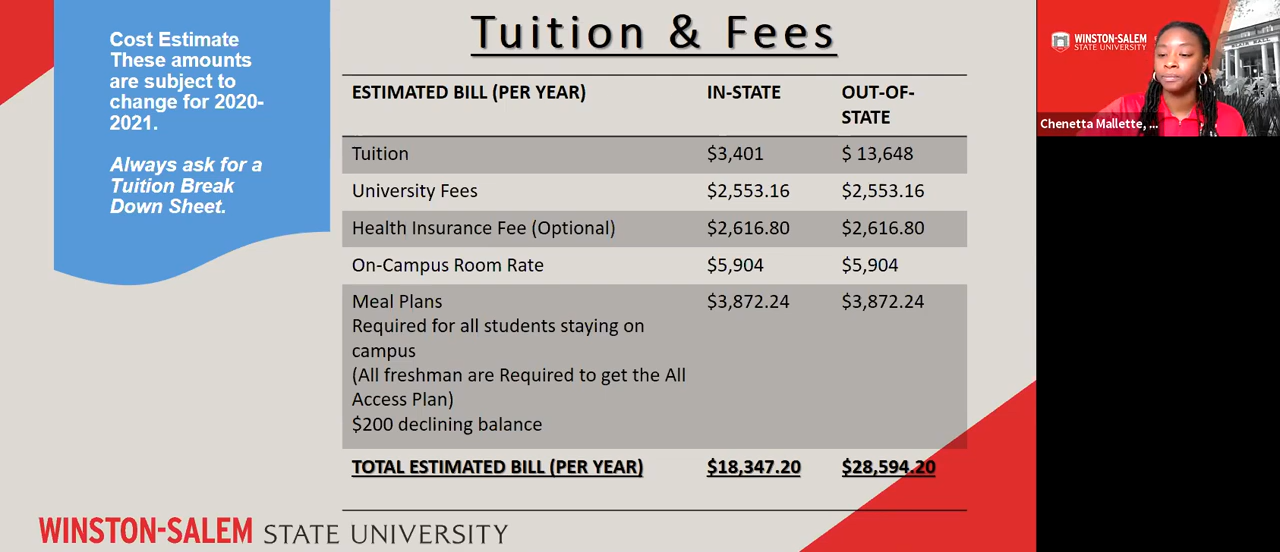 Tuition & Fees
Cost Estimate
These amounts
are subject to
change for 2020-
2021.
Always ask for a
Tuition Break
Down Sheet.
ESTIMATED BILL (PER YEAR) IN-STATE OUT-OF-
STATE
Tuition $3,401 $ 13,648
University Fees $2,553.16 $2,553.16
Health Insurance Fee (Optional) $2,616.80 $2,616.80
On-Campus Room Rate $5,904 $5,904
Meal Plans $3,872.24 $3,872.24
Required for all students staying on
campus
(All freshman are Required to get the All
Access Plan)
$200 declining balance
TOTAL ESTIMATED BILL (PER YEAR) $18,347.20 $28,594.20
WINSTON-SALEM STATE UNIVERSITY
WINSTON-SALEM
STATE UNIVERSITY
Chenetta Mallette, ...